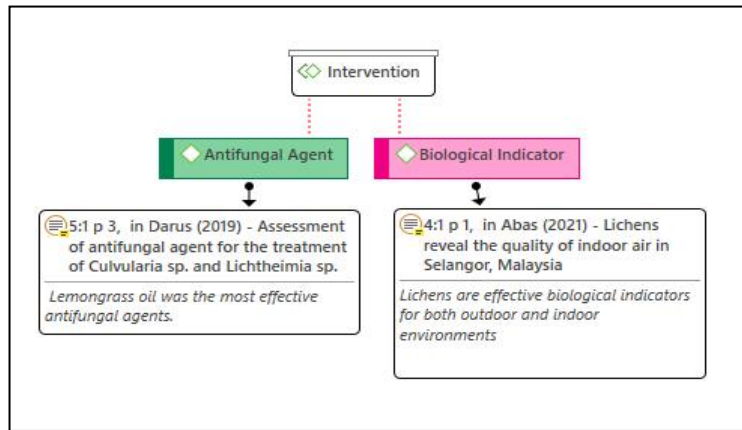 Intervention
Antifungal Agent
Biological Indicator
5:1 p 3, in Darus (2019) - Assessment
of antifungal agent for the treatment
of Culvularia sp. and Lichtheimia sp.
Lemongrass oil was the most effective
antifungal agents.
4:1 p 1, in Abas (2021) - Lichens
reveal the quality of indoor air in
Selangor, Malaysia
Lichens are effective biological indicators
for both outdoor and indoor
environments